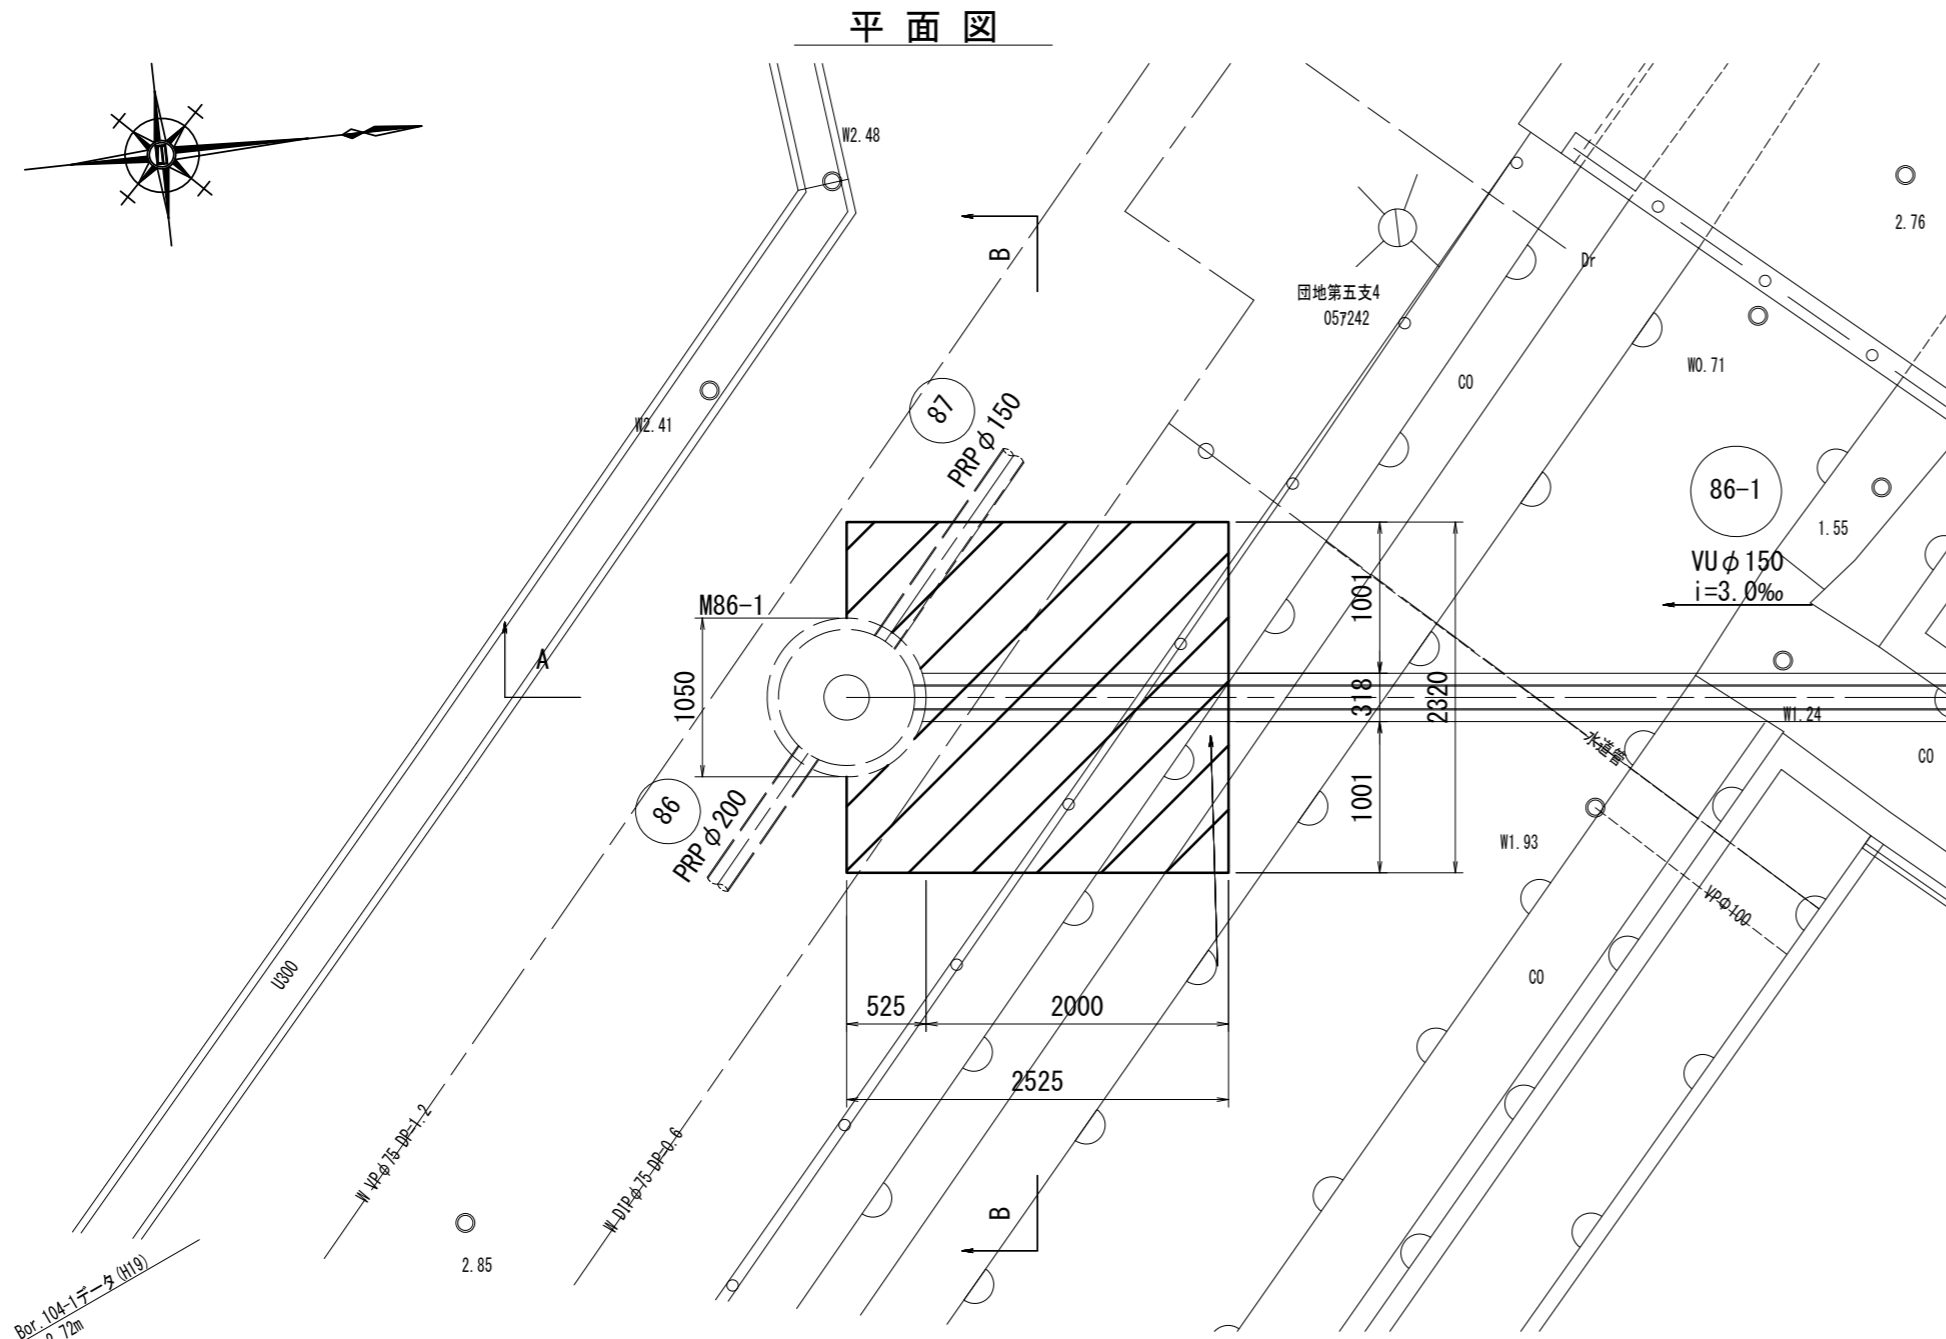 平面図
W2.48
2.76
B
Dr
団地第五支4
05ｱ242
W0.71
CO
W2.41
87
PRPφ150
86-1
1.55
VUφ150
i=3.0‰
M86-1
A
1050
1001
318
2320
1001
W1.24
CO
水道管
86
PRPφ200
W1.93
VPφ100
CO
U300
525
2000
2525
W VPφ75 DP=1.2
W DIPφ75 DP=0.6
B
2.85
Bor.104-1データ(H19)